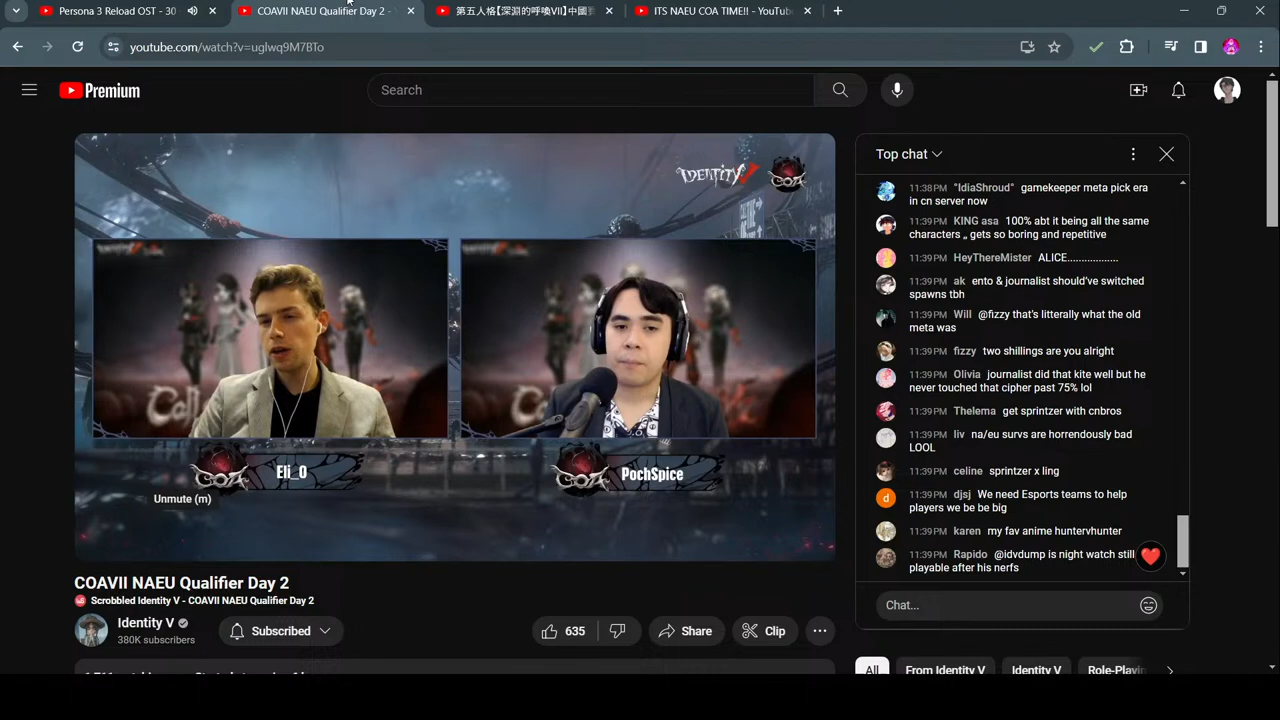 Persona 3 Reload OST - 30
COAVII NAEU Qualifier Day 2 -
第五人格【深淵的呼喚VII】中國
ITS NAEU COA TIME!! - YouTube
youtube.com/watch?v=uglwq9M7BTo
Premium
Search
IDENTITY V
COA
Eli_O
PochSpice
Unmute (m)
COAVII NAEU Qualifier Day 2
Scrobbled Identity V - COAVII NAEU Qualifier Day 2
Identity V
380K subscribers
Subscribed
635
Share
Clip
Top chat
11:38 PM °IdiaShroud° gamekeeper meta pick era
in cn server now
11:39 PM KING asa 100% abt it being all the same
characters „ gets so boring and repetitive
11:39 PM HeyThereMister ALICE.................
11:39 PM ak ento & journalist should've switched
spawns tbh
11:39 PM Will @fizzy that's litterally what the old
meta was
11:39 PM fizzy two shillings are you alright
11:39 PM Olivia journalist did that kite well but he
never touched that cipher past 75% lol
11:39 PM Thelema get sprintzer with cnbros
11:39 PM liv na/eu survs are horrendously bad
LOOL
11:39 PM celine sprintzer x ling
11:39 PM djsj We need Esports teams to help
players we be be big
11:39 PM karen my fav anime huntervhunter
11:39 PM Rapido @idvdump is night watch still
playable after his nerfs
Chat...
All
From Identity V
Identity V
Role-Playin